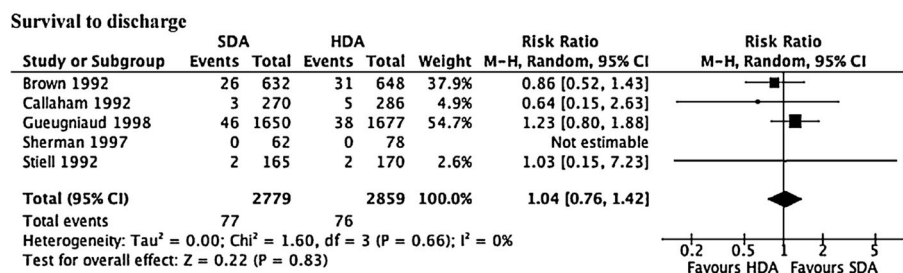 Survival to discharge
SDA HDA Risk Ratio Risk Ratio
Study or Subgroup Events Total Events Total Weight M-H, Random, 95% CI M-H, Random, 95% CI
Brown 1992 26 632 31 648 37.9% 0.86 [0.52, 1.43]
Callaham 1992 3 270 5 286 4.9% 0.64 [0.15, 2.63]
Gueugniaud 1998 46 1650 38 1677 54.7% 1.23 [0.80, 1.88]
Sherman 1997 0 62 0 78 Not estimable
Stiell 1992 2 165 2 170 2.6% 1.03 [0.15, 7.23]
Total (95% CI) 2779 2859 100.0% 1.04 [0.76, 1.42]
Total events 77 76
Heterogeneity: Tau² = 0.00; Chi² = 1.60, df = 3 (P = 0.66); I² = 0%
Test for overall effect: Z = 0.22 (P = 0.83)
0.2 0.5 1 2 5
Favours HDA Favours SDA